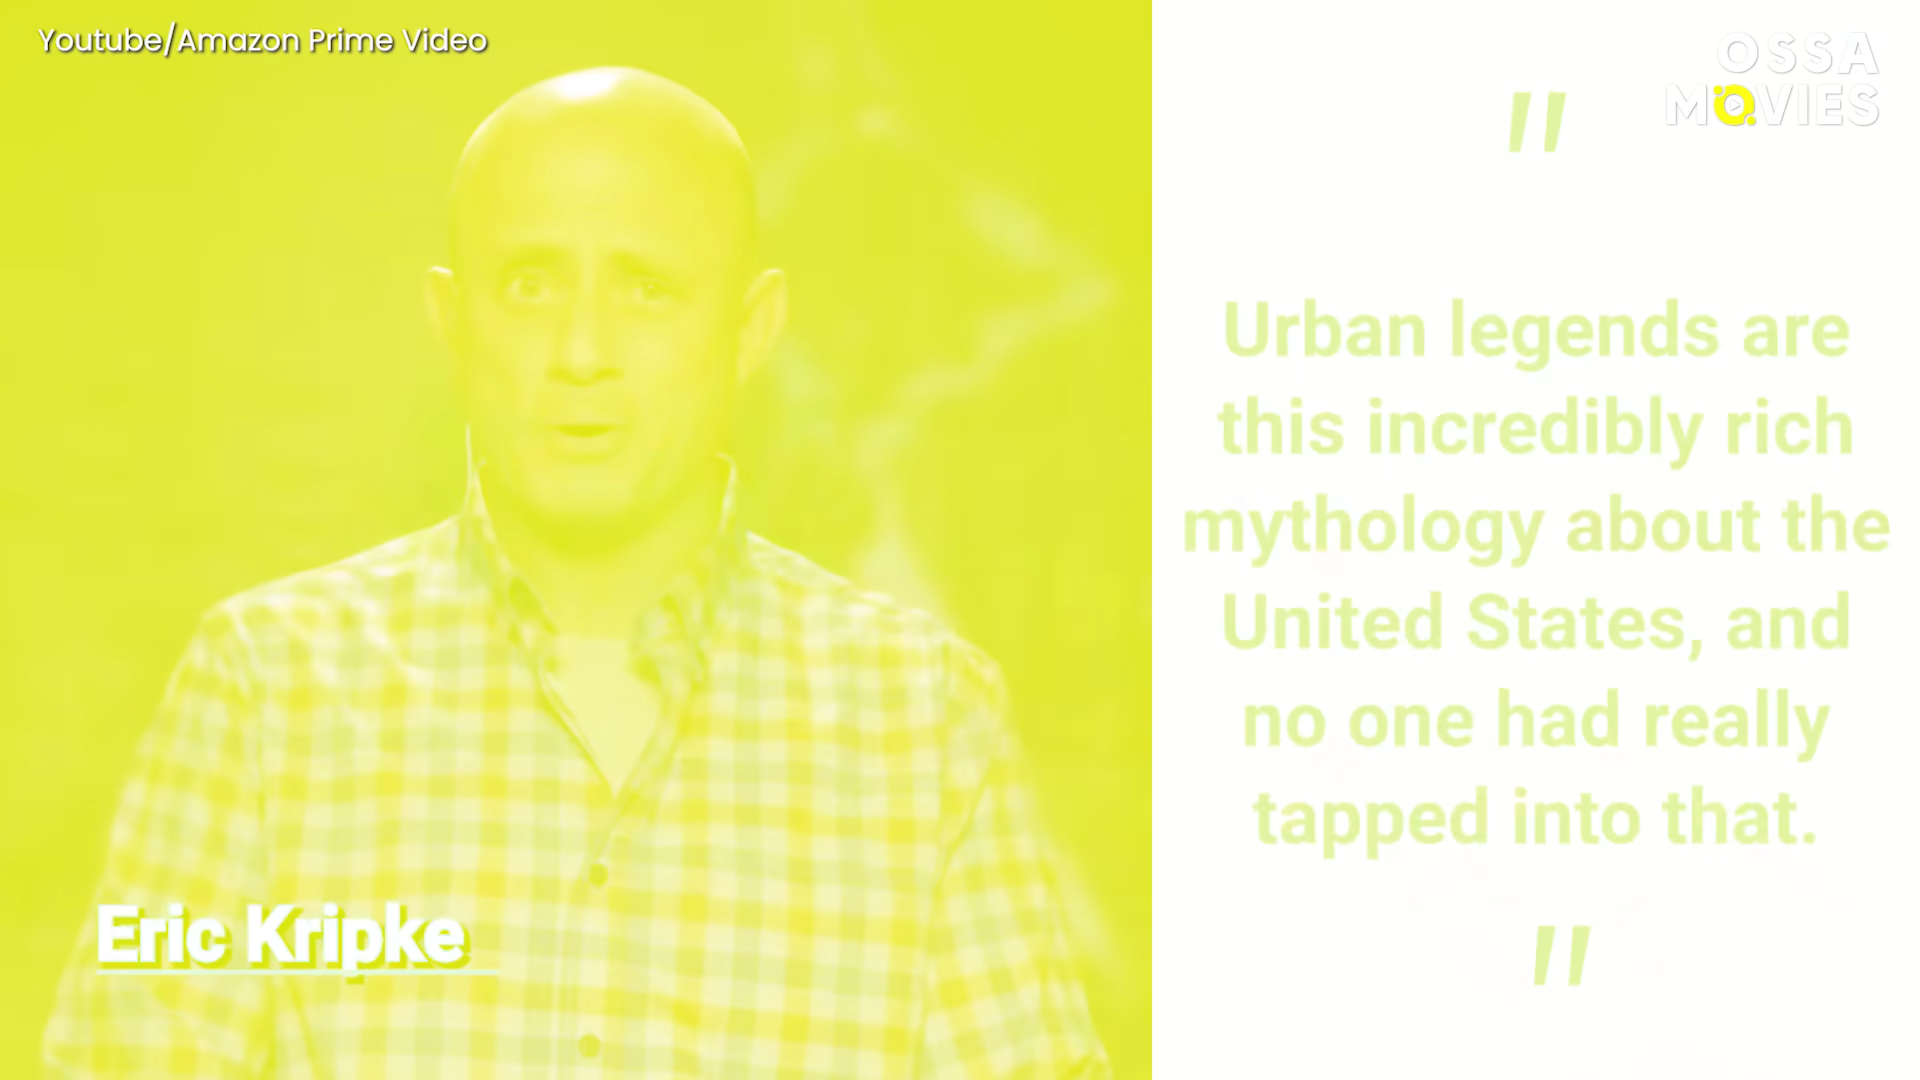 Youtube/Amazon Prime Video
OSSA
MOVIES
"
Urban legends are
this incredibly rich
mythology about the
United States, and
no one had really
tapped into that.
"
Eric Kripke